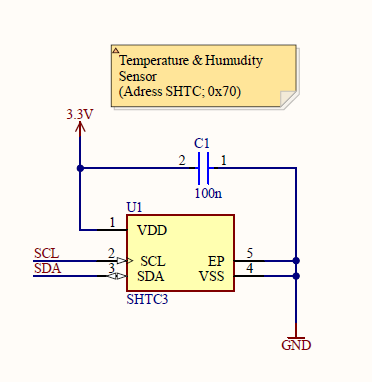 Temperature & Humudity
Sensor
(Adress SHTC; 0x70)
3.3V
C1
2 1
100n
U1
1 VDD
SCL 2 SCL EP 5
SDA 3 SDA VSS 4
SHTC3
GND